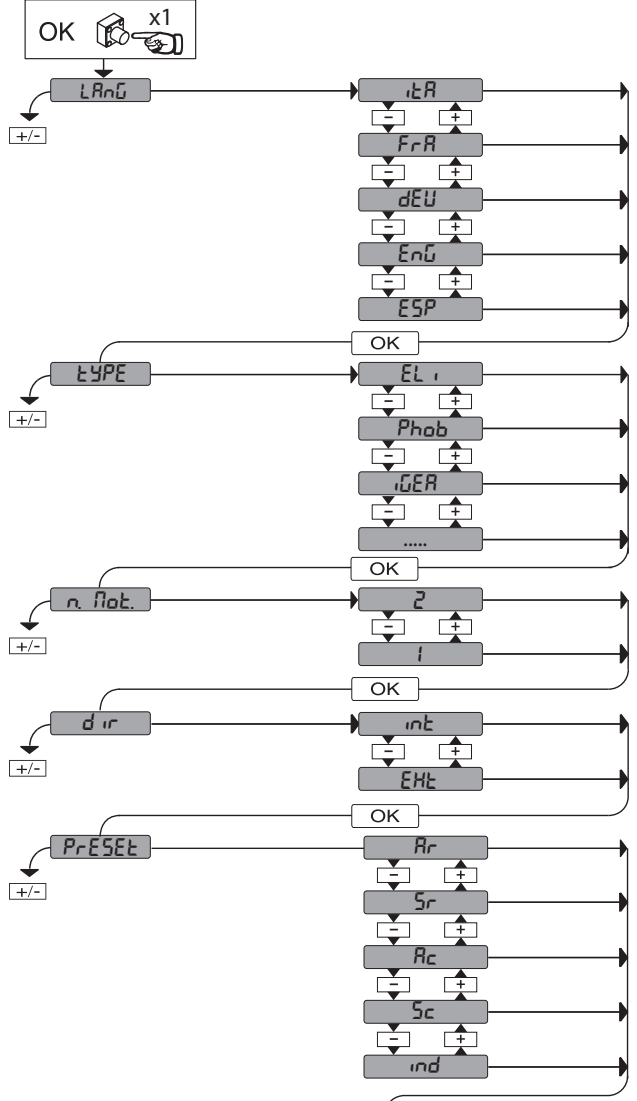 OK x1
LAnG itA
+/- - +
FrA
- +
dEU
- +
EnG
- +
ESP
OK
tYPE ELi
+/- - +
Phob
- +
iGEA
- +
.....
OK
n. Mot. 2
+/- - +
1
OK
dir int
+/- - +
EHt
OK
PrESEt Ar
+/- - +
Sr
- +
Ac
- +
Sc
- +
ind